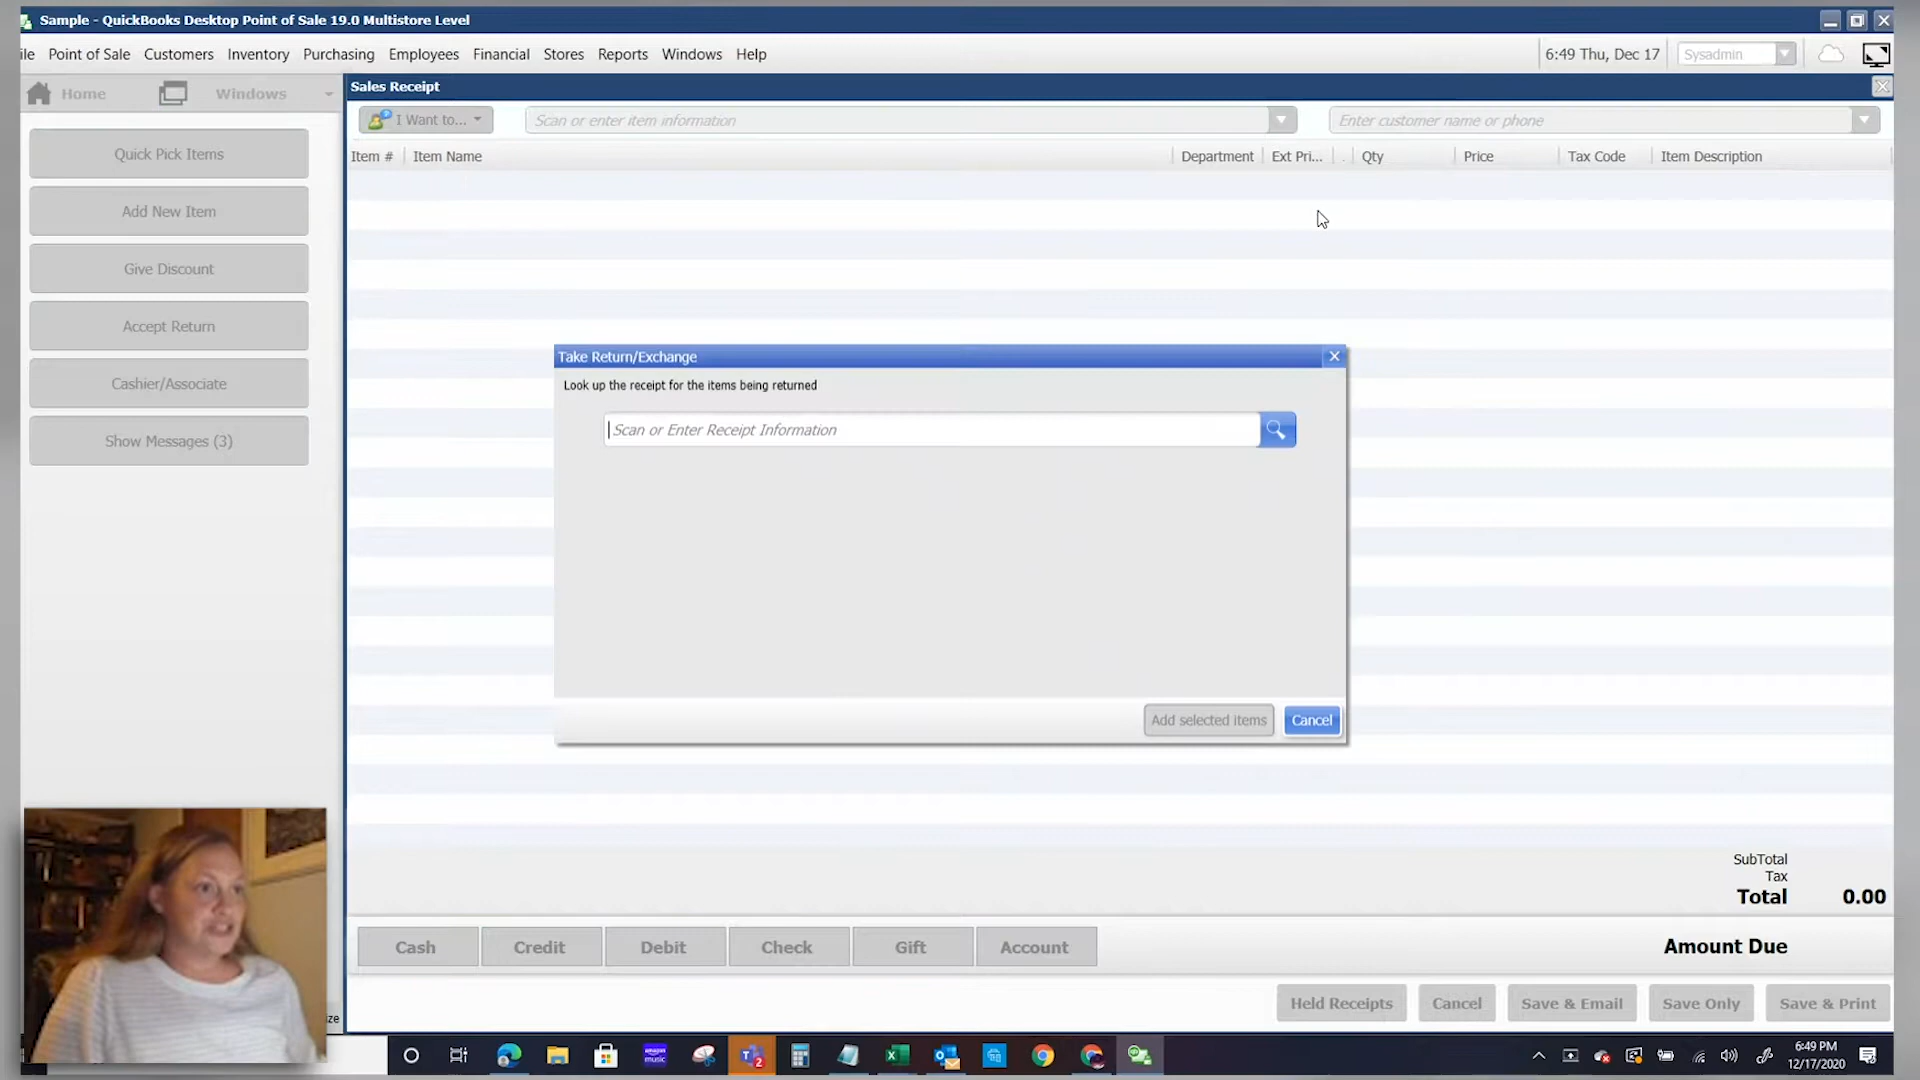 Sample - QuickBooks Desktop Point of Sale 19.0 Multistore Level
ile Point of Sale Customers Inventory Purchasing Employees Financial Stores Reports Windows Help
6:49 Thu, Dec 17 Sysadmin
Home Windows
Sales Receipt
I Want to... Scan or enter item information Enter customer name or phone
Item # Item Name Department Ext Pri... . Qty Price Tax Code Item Description
Quick Pick Items
Add New Item
Give Discount
Accept Return
Cashier/Associate
Show Messages (3)
Take Return/Exchange
Look up the receipt for the items being returned
Scan or Enter Receipt Information
Add selected items Cancel
SubTotal
Tax
Total 0.00
Cash Credit Debit Check Gift Account Amount Due
Held Receipts Cancel Save & Email Save Only Save & Print
ize
music
2
6:49 PM
12/17/2020